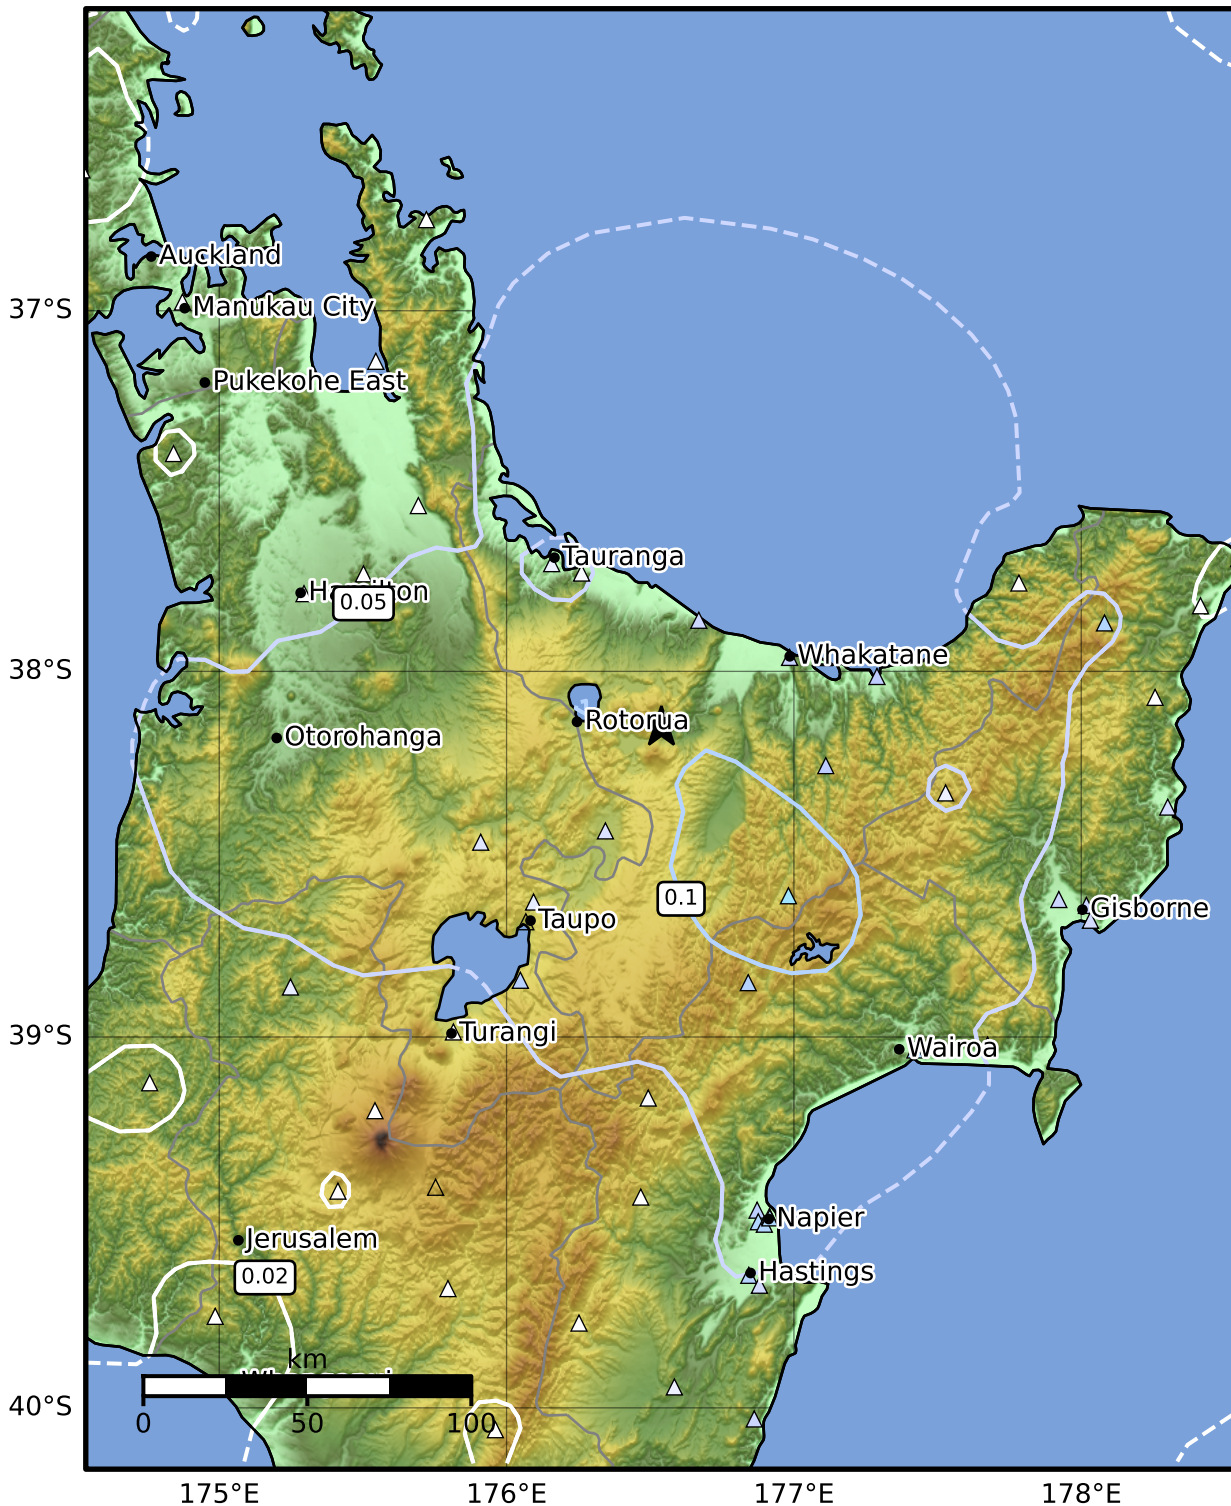 Auckland
37°S
Manukau City
Pukekohe East
Tauranga
Hamilton
0.05
Whakatane
38°S
Rotorua
Otorohanga
0.1
Gisborne
Taupo
39°S
Turangi
Wairoa
Napier
Jerusalem
Hastings
0.02
km
40°S
0
50
100
175°E
176°E
177°E
178°E